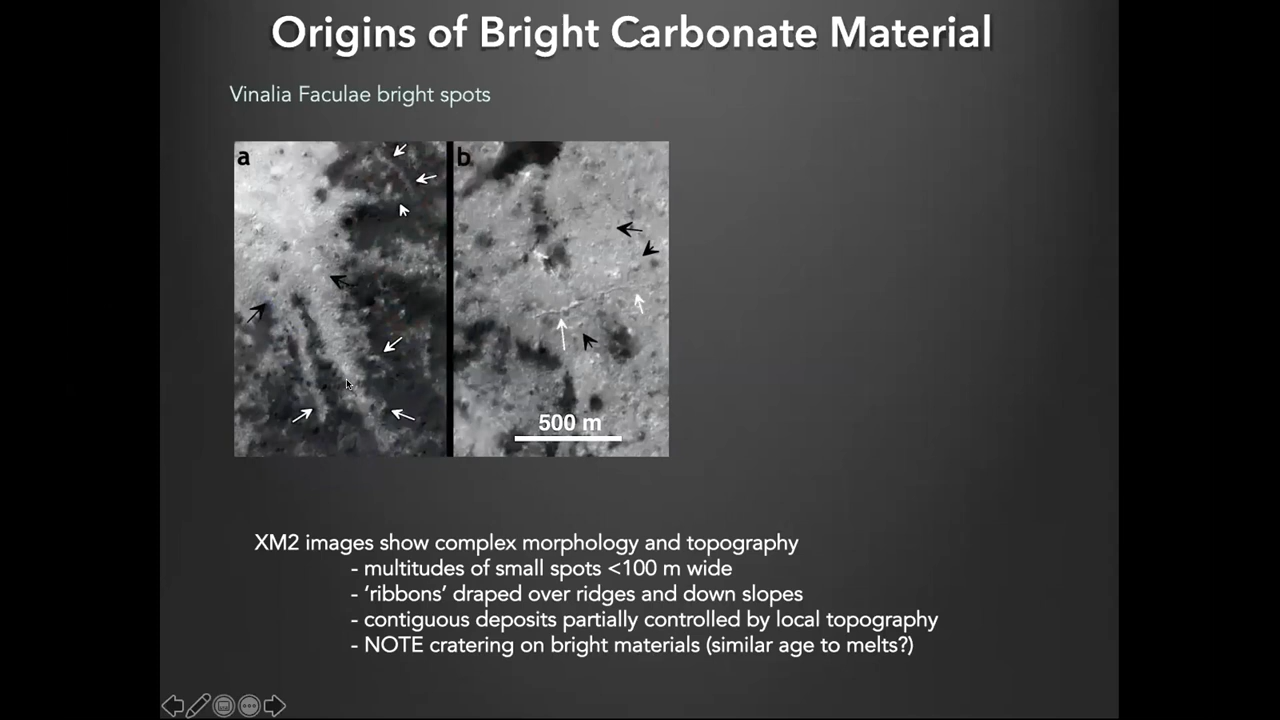 Origins of Bright Carbonate Material
Vinalia Faculae bright spots
a
b
500 m
XM2 images show complex morphology and topography
- multitudes of small spots <100 m wide
- ‘ribbons’ draped over ridges and down slopes
- contiguous deposits partially controlled by local topography
- NOTE cratering on bright materials (similar age to melts?)